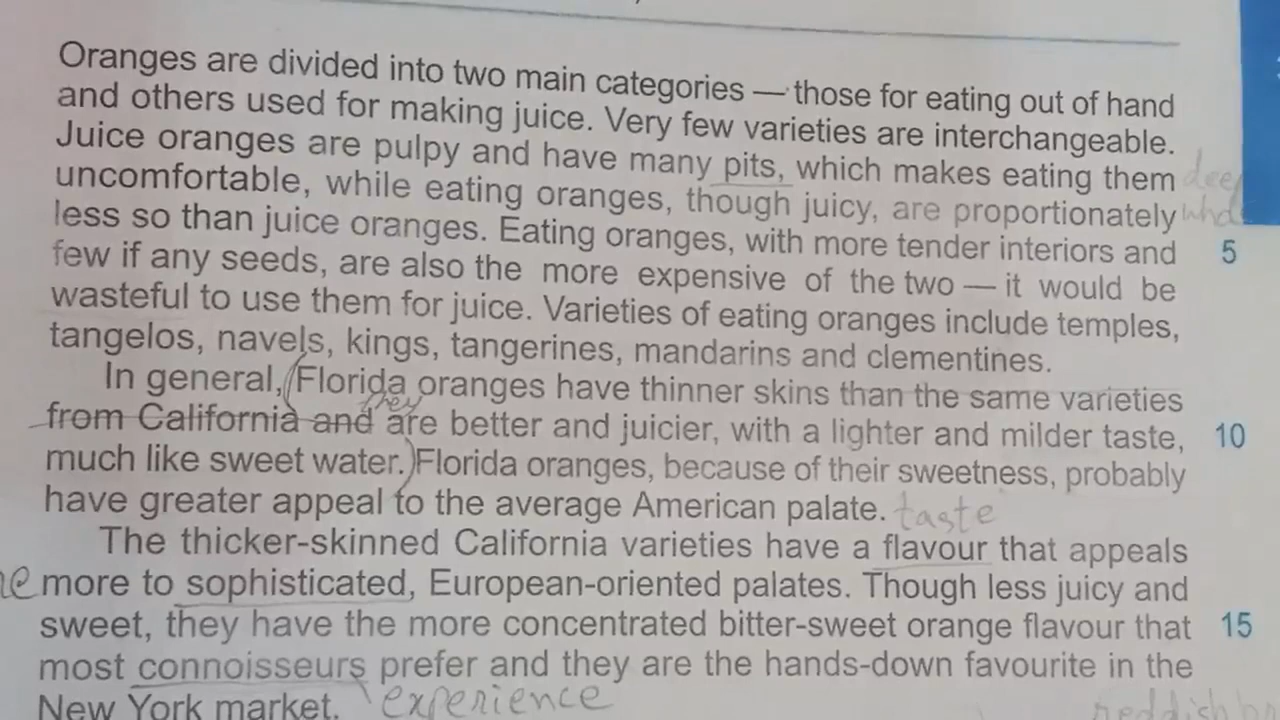 Oranges are divided into two main categories — those for eating out of hand
and others used for making juice. Very few varieties are interchangeable.
Juice oranges are pulpy and have many pits, which makes eating them
uncomfortable, while eating oranges, though juicy, are proportionately
less so than juice oranges. Eating oranges, with more tender interiors and 5
few if any seeds, are also the more expensive of the two — it would be
wasteful to use them for juice. Varieties of eating oranges include temples,
tangelos, navels, kings, tangerines, mandarins and clementines.
In general, (Florida oranges have thinner skins than the same varieties
they
from California and are better and juicier, with a lighter and milder taste, 10
much like sweet water.) Florida oranges, because of their sweetness, probably
have greater appeal to the average American palate. taste
The thicker-skinned California varieties have a flavour that appeals
more to sophisticated, European-oriented palates. Though less juicy and
sweet, they have the more concentrated bitter-sweet orange flavour that 15
most connoisseurs prefer and they are the hands-down favourite in the
New York market. experience